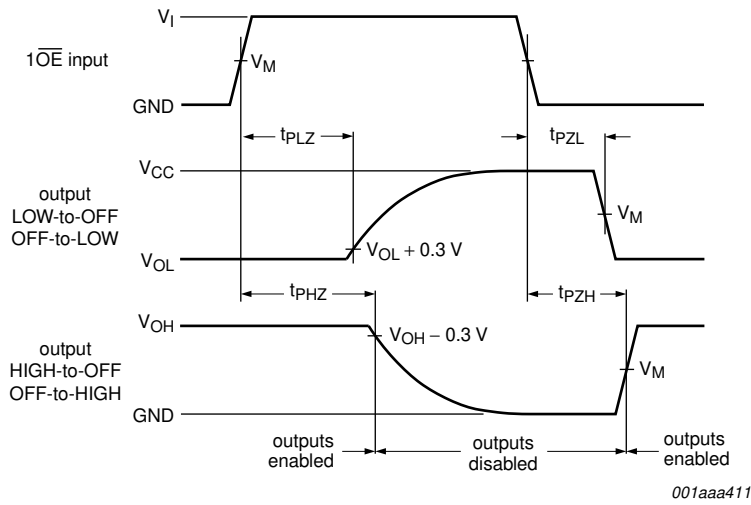 V_I
1O̅E̅ input
V_M
V_M
GND
t_PLZ
t_PZL
V_CC
output
LOW-to-OFF
OFF-to-LOW
V_M
V_OL + 0.3 V
V_OL
t_PHZ
t_PZH
V_OH
V_OH − 0.3 V
output
HIGH-to-OFF
OFF-to-HIGH
V_M
GND
outputs
enabled
outputs
disabled
outputs
enabled
001aaa411